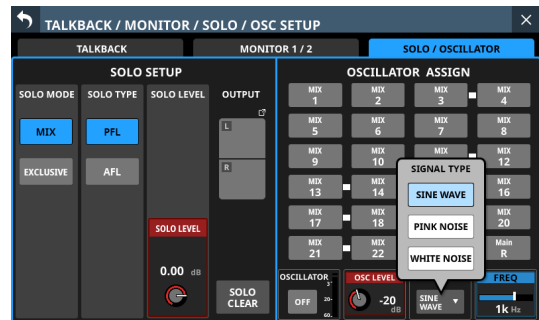 TALKBACK / MONITOR / SOLO / OSC SETUP
TALKBACK
MONITOR 1 / 2
SOLO / OSCILLATOR
SOLO SETUP
SOLO MODE
SOLO TYPE
SOLO LEVEL
OUTPUT
MIX
PFL
L
EXCLUSIVE
AFL
R
SOLO LEVEL
0.00 dB
SOLO
CLEAR
OSCILLATOR ASSIGN
MIX
1
MIX
2
MIX
3
MIX
4
MIX
5
MIX
6
MIX
7
MIX
8
MIX
9
MIX
10
MIX
MIX
12
MIX
13
MIX
14
MIX
16
MIX
17
MIX
18
MIX
20
MIX
21
MIX
22
Main
R
SIGNAL TYPE
SINE WAVE
PINK NOISE
WHITE NOISE
OSCILLATOR
OFF
3
20
60
OSC LEVEL
-20
dB
SINE
WAVE
FREQ
1k Hz